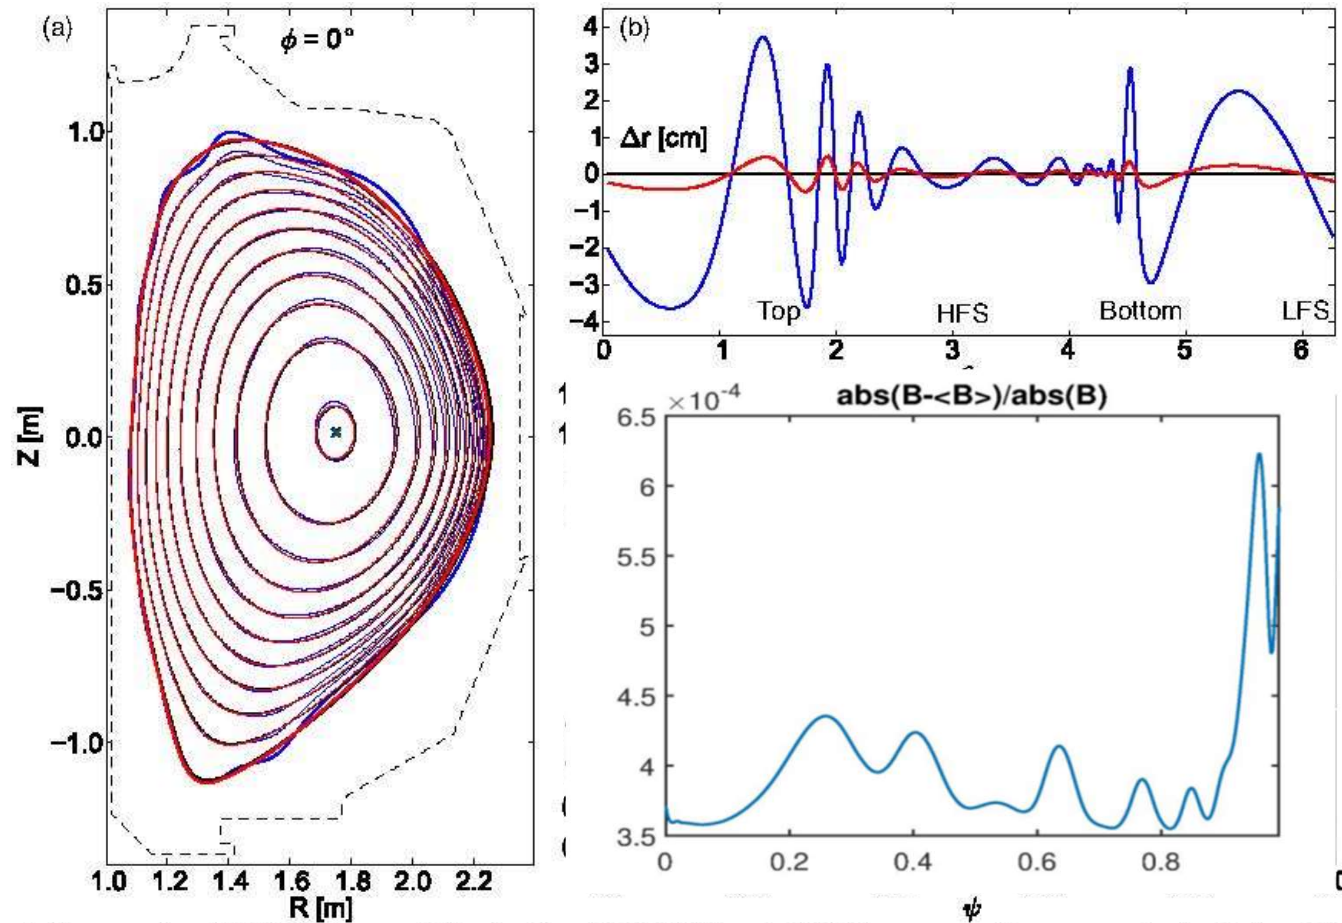 (a)
ϕ = 0°
1.0
0.5
0.0
−0.5
−1.0
Z [m]
1.0 1.2 1.4 1.6 1.8 2.0 2.2
R [m]
(b)
4
3
2
1
0
−1
−2
−3
−4
Δr [cm]
Top HFS Bottom LFS
0 1 2 3 4 5 6
×10⁻⁴ abs(B-<B>)/abs(B)
6.5
6
5.5
5
4.5
4
3.5
0 0.2 0.4 0.6 0.8
ψ